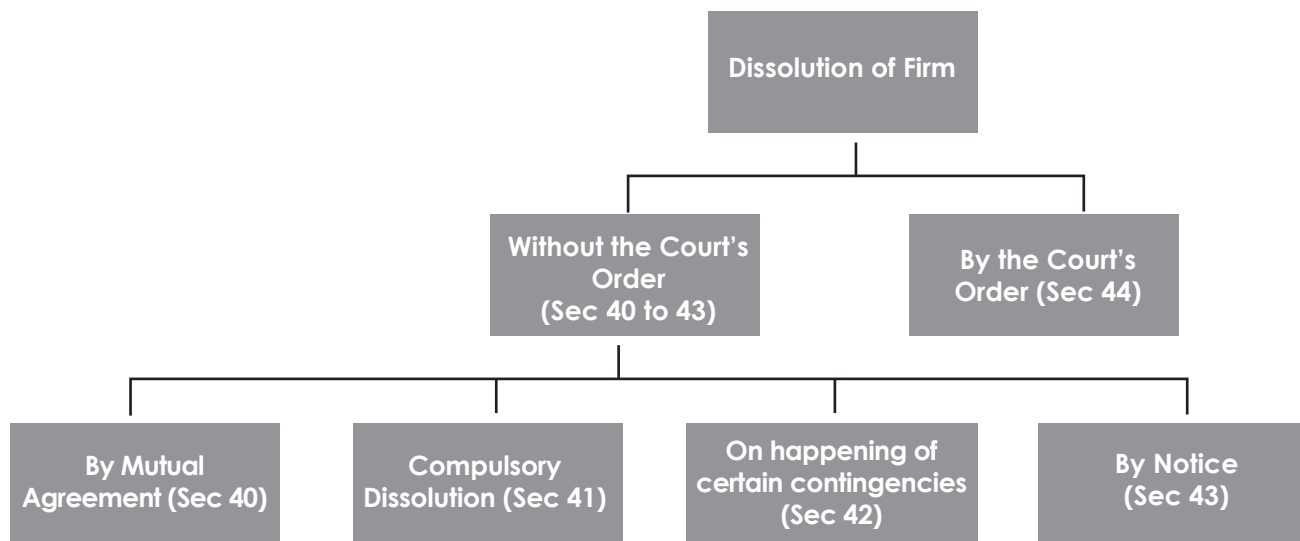 Dissolution of Firm
Without the Court’s
Order
(Sec 40 to 43)
By the Court’s
Order (Sec 44)
By Mutual
Agreement (Sec 40)
Compulsory
Dissolution (Sec 41)
On happening of
certain contingencies
(Sec 42)
By Notice
(Sec 43)